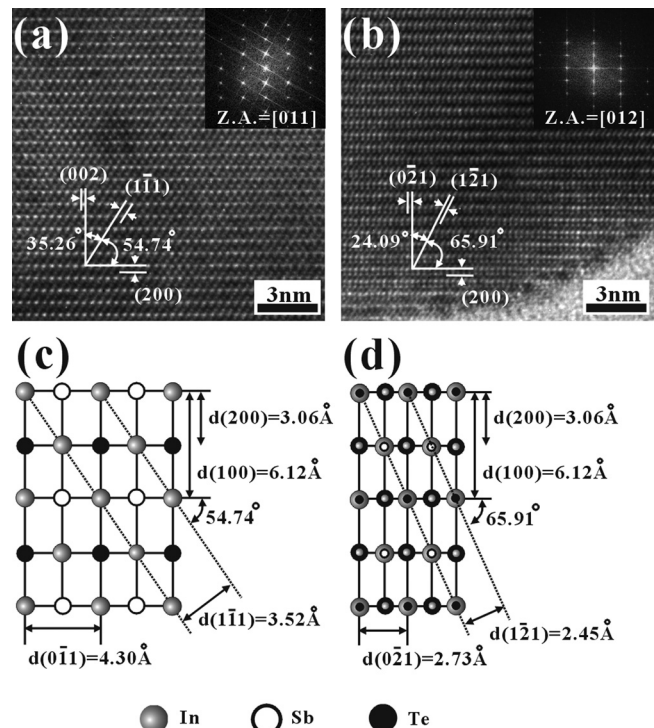 (a)
Z.A.=[011]
(002)
(11̄1)
35.26°
54.74°
(200)
3nm
(b)
Z.A.=[012]
(02̄1)
(12̄1)
24.09°
65.91°
(200)
3nm
(c)
d(200)=3.06Å
d(100)=6.12Å
54.74°
d(11̄1)=3.52Å
d(01̄1)=4.30Å
(d)
d(200)=3.06Å
d(100)=6.12Å
65.91°
d(12̄1)=2.45Å
d(02̄1)=2.73Å
In
Sb
Te